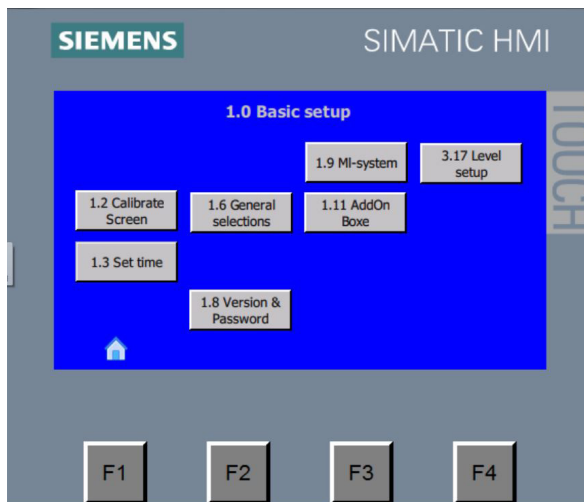 SIEMENS
SIMATIC HMI
TOUCH
1.0 Basic setup
1.9 MI-system
3.17 Level
setup
1.2 Calibrate
Screen
1.6 General
selections
1.11 AddOn
Boxe
1.3 Set time
1.8 Version &
Password
F1
F2
F3
F4